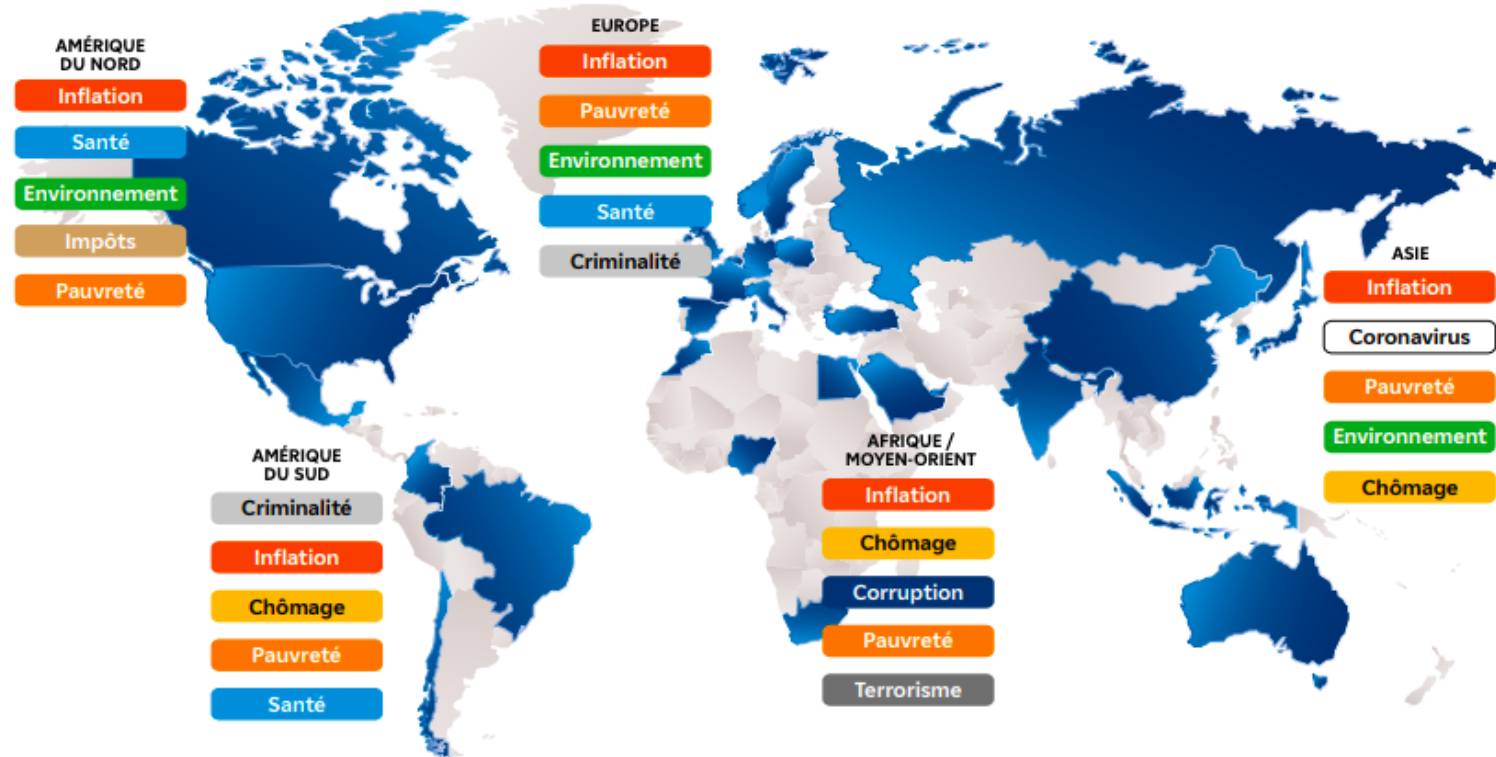 AMÉRIQUE
DU NORD
Inflation
Santé
Environnement
Impôts
Pauvreté
EUROPE
Inflation
Pauvreté
Environnement
Santé
Criminalité
ASIE
Inflation
Coronavirus
Pauvreté
Environnement
Chômage
AMÉRIQUE
DU SUD
Criminalité
Inflation
Chômage
Pauvreté
Santé
AFRIQUE /
MOYEN-ORIENT
Inflation
Chômage
Corruption
Pauvreté
Terrorisme